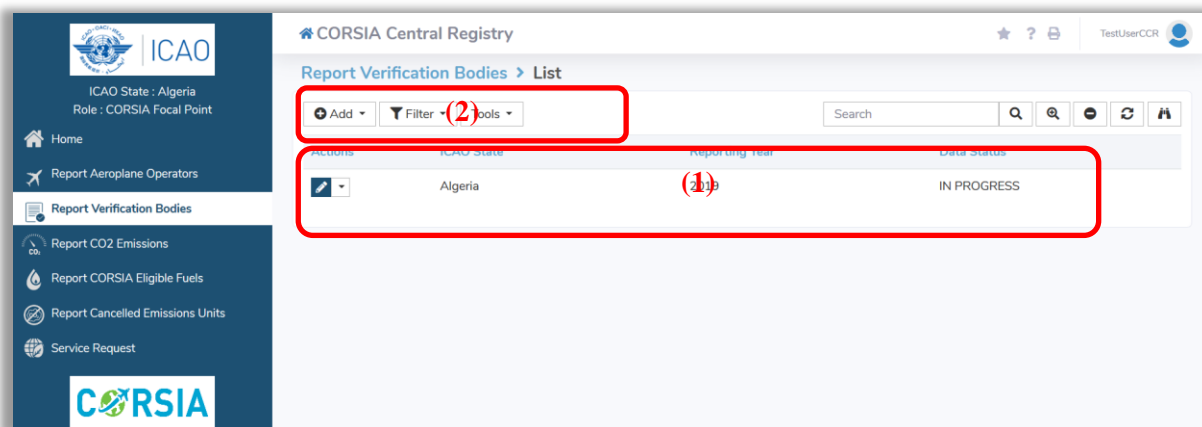 ICAO
CORSIA Central Registry
TestUserCCR
ICAO State : Algeria
Role : CORSIA Focal Point
Report Verification Bodies > List
Add
Filter
(2)
Tools
Search
Home
Report Aeroplane Operators
Report Verification Bodies
Report CO2 Emissions
Report CORSIA Eligible Fuels
Report Cancelled Emissions Units
Service Request
Actions ICAO State Reporting Year Data Status
Algeria 2019 IN PROGRESS
(1)
CORSIA